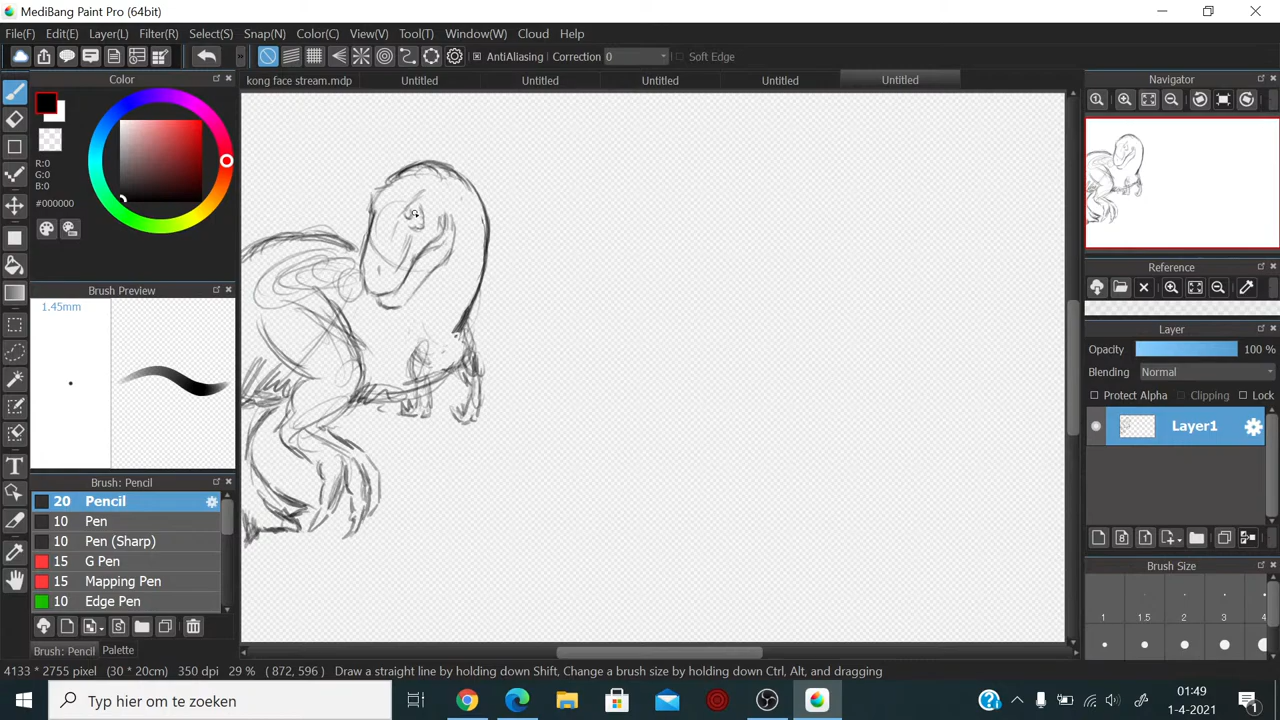 MediBang Paint Pro (64bit)
File(F) Edit(E) Layer(L) Filter(R) Select(S) Snap(N) Color(C) View(V) Tool(T) Window(W) Cloud Help
AntiAliasing Correction 0 Soft Edge
Color
kong face stream.mdp Untitled Untitled Untitled Untitled Untitled
Navigator
R:0
G:0
B:0
#000000
Brush Preview
1.45mm
Reference
Layer
Opacity 100 %
Blending Normal
Protect Alpha Clipping Lock
Layer1
Brush: Pencil
20 Pencil
10 Pen
10 Pen (Sharp)
15 G Pen
15 Mapping Pen
10 Edge Pen
Brush Size
1 1.5 2 3 4
Brush: Pencil Palette
4133 * 2755 pixel (30 * 20cm) 350 dpi 29 % ( 872, 596 ) Draw a straight line by holding down Shift, Change a brush size by holding down Ctrl, Alt, and dragging
Typ hier om te zoeken
01:49
1-4-2021